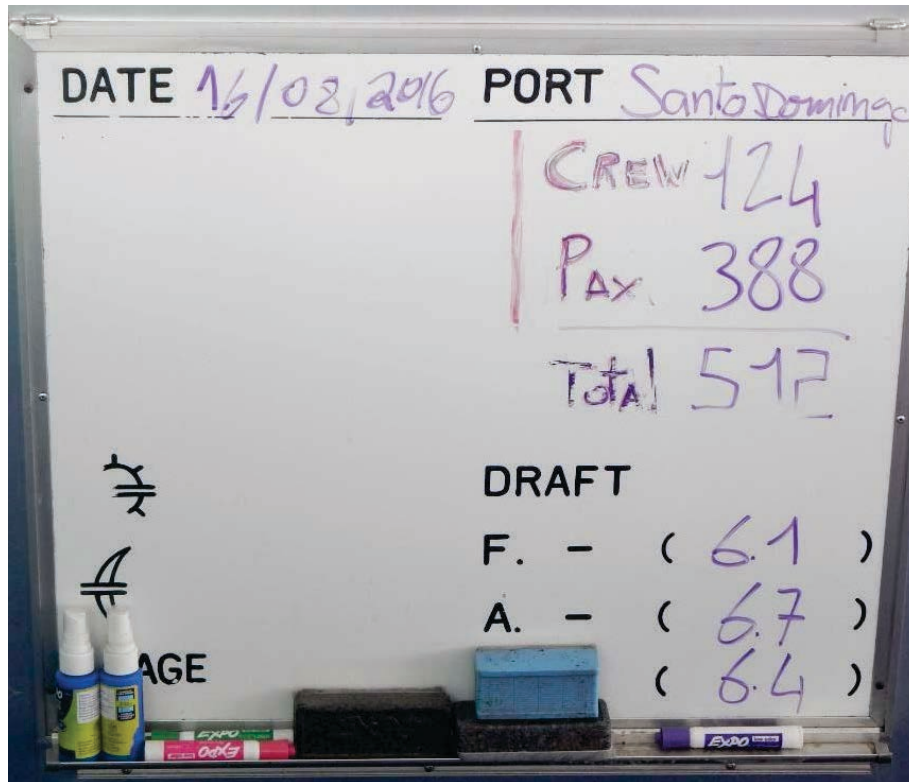 DATE 16/08/2016 PORT Santo Domingo
CREW 124
PAX. 388
Total 512
DRAFT
F. - ( 6.1 )
A. - ( 6.7 )
AGE ( 6.4 )
EXPO
EXPO EXPO